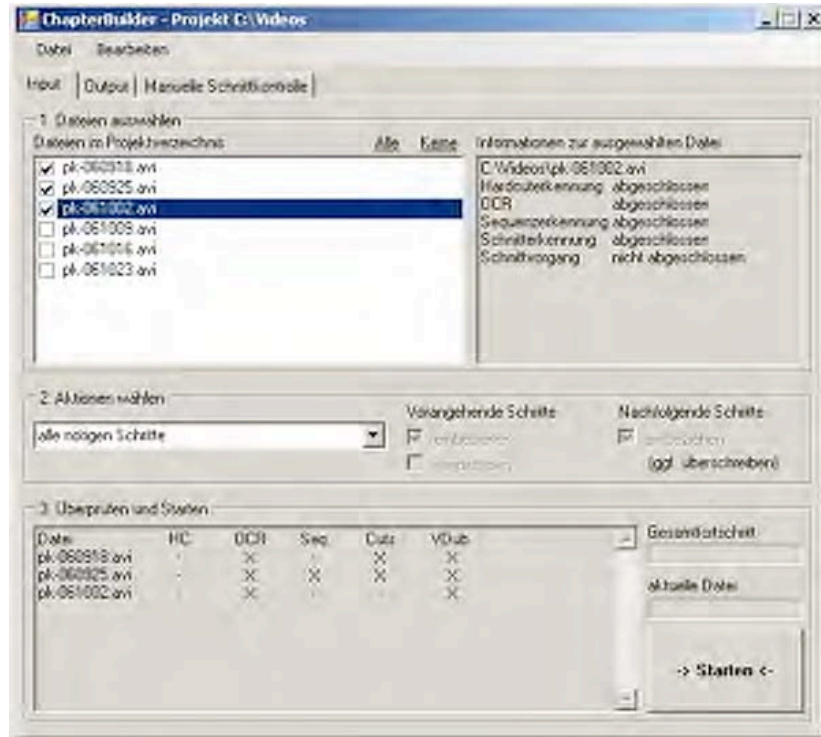 ChapterBuilder - Projekt C:\Videos
Datei Bearbeiten
Input Output Manuelle Schnittkontrolle
1. Dateien auswählen
Dateien im Projektverzeichnis Alle Keine
pk-060918.avi
pk-060925.avi
pk-061002.avi
pk-061009.avi
pk-061016.avi
pk-061023.avi
Informationen zur ausgewählten Datei
C:\Videos\pk-061002.avi
Hardcuterkennung abgeschlossen
OCR abgeschlossen
Sequenzerkennung abgeschlossen
Schnitterkennung abgeschlossen
Schnittvorgang nicht abgeschlossen
2. Aktionen wählen
alle nötigen Schritte
Vorangehende Schritte
Nachfolgende Schritte
einbeziehen
(ggf. überschreiben)
3. Überprüfen und Starten
Datei HC OCR Seq. Cuts VDub
pk-060918.avi - X - X X
pk-060925.avi - X X X X
pk-061002.avi - X - - X
Gesamtfortschritt
aktuelle Datei
-> Starten <-